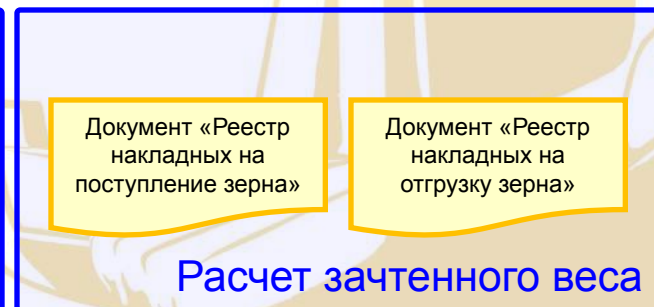 Документ «Реестр
накладных на
поступление зерна»
Документ «Реестр
накладных на
отгрузку зерна»
Расчет зачтенного веса